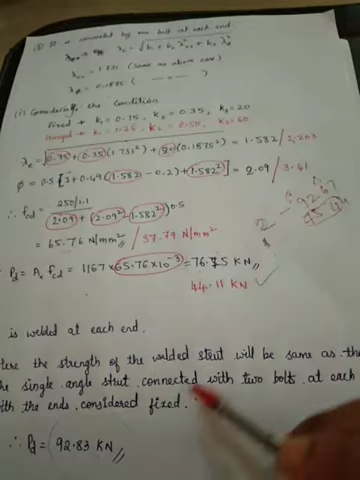 (ii) It is connected by one bolt at each end
λe = √k₁ + k₂ λ²vv + k₃ λ²φ
λvv = 1.731 (same as above case)
λφ = 0.1875 ( — " — )
(i) Considering the condition
fixed → k₁ = 0.75, k₂ = 0.35, k₃ = 20
hinged → k₁ = 1.25, k₂ = 0.50, k₃ = 60
λe = √0.75 + 0.35(1.731²) + 20(0.1875²) = 1.582 / 2.203
φ = 0.5 [1 + 0.49(1.582 - 0.2) + 1.582²] = 2.09 / 3.41
∴ fcd = 250/1.1
2.09 + (2.09² - 1.582²)^0.5
= 65.76 N/mm² / 37.79 N/mm²
Pd = Ae fcd = 1167 × 65.76 × 10⁻³ = 76.75 KN
44.11 KN
is welded at each end.
the strength of the welded strut will be same as the
single angle strut connected with two bolts at each
with the ends considered fixed.
∴ Pd = 92.83 KN